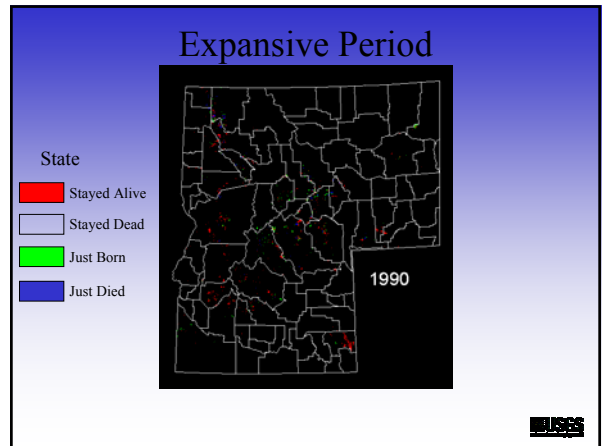 Expansive Period
State
Stayed Alive
Stayed Dead
Just Born
Just Died
1990
USGS